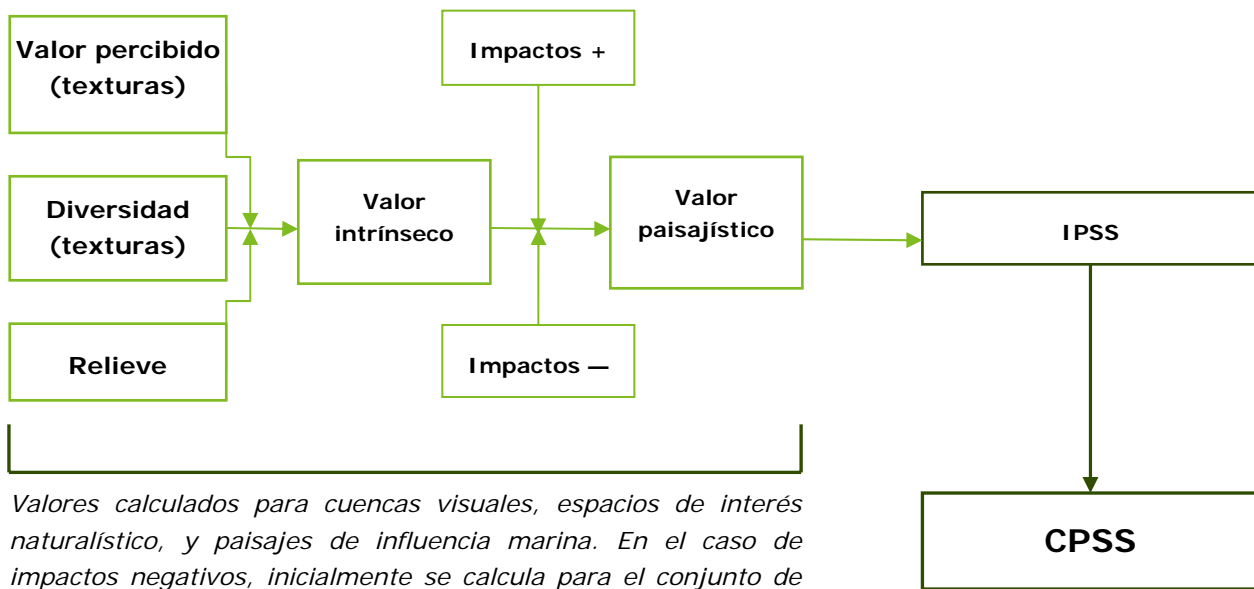 Valor percibido
(texturas)
Impactos +
Diversidad
(texturas)
Valor
intrínseco
Valor
paisajístico
IPSS
Relieve
Impactos —
Valores calculados para cuencas visuales, espacios de interés
naturalístico, y paisajes de influencia marina. En el caso de
impactos negativos, inicialmente se calcula para el conjunto de
CPSS